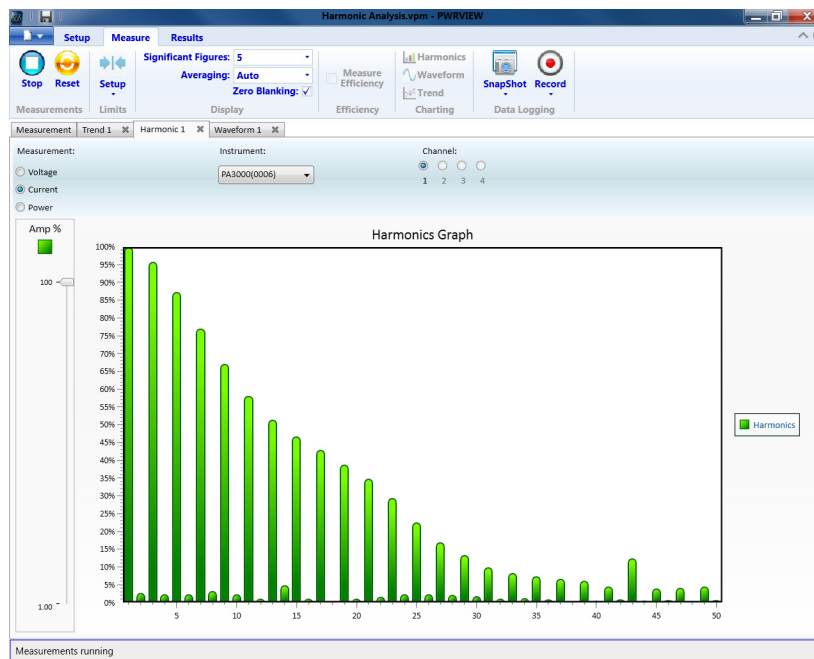 Harmonic Analysis.vpm - PWRVIEW
Setup Measure Results
Stop Reset
Measurements
Setup
Limits
Significant Figures: 5
Averaging: Auto
Zero Blanking:
Display
Measure Efficiency
Efficiency
Harmonics
Waveform
Trend
Charting
SnapShot Record
Data Logging
Measurement Trend 1 Harmonic 1 Waveform 1
Measurement: Instrument: Channel:
Voltage
Current
Power
PA3000(0006)
1 2 3 4
Amp %
100
1.00
Harmonics Graph
100%
95%
90%
85%
80%
75%
70%
65%
60%
55%
50%
45%
40%
35%
30%
25%
20%
15%
10%
5%
0%
5 10 15 20 25 30 35 40 45 50
Harmonics
Measurements running